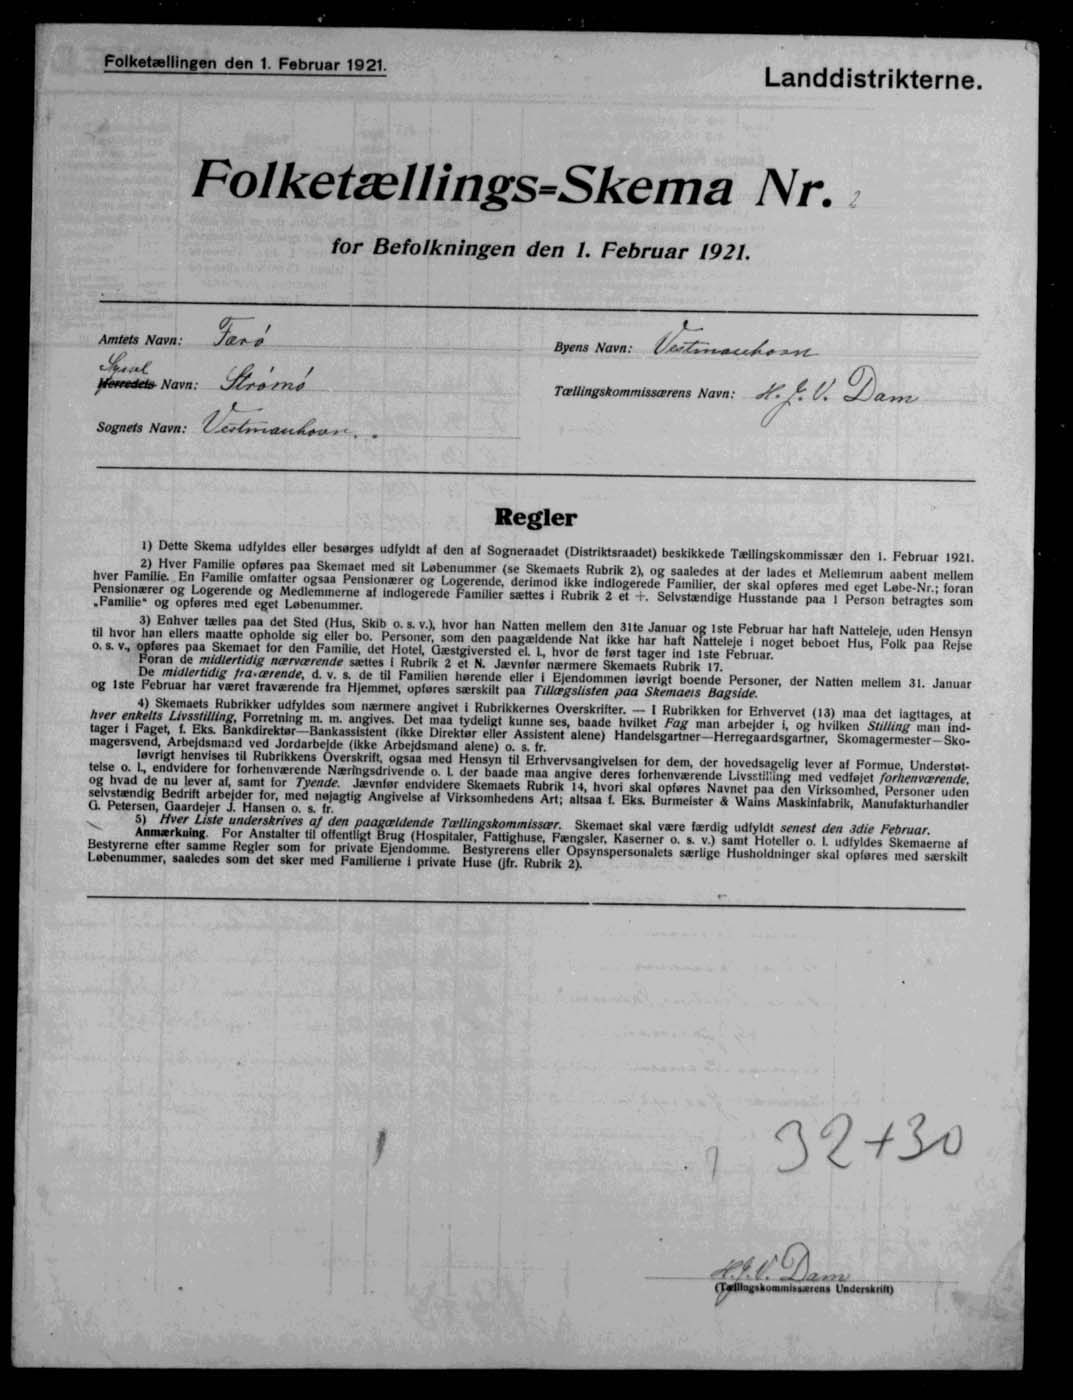 Folketællingen den 1. Februar 1921.
Landdistrikterne.
Folketællings=Skema Nr. 2
for Befolkningen den 1. Februar 1921.
Amtets Navn: Færø
Byens Navn: Vestmanhavn
Syssel
Herredets Navn: Strømø
Tællingskommissærens Navn: H. J. V. Dam
Sognets Navn: Vestmanhavn.
Regler
1) Dette Skema udfyldes eller besørges udfyldt af den af Sogneraadet (Distriktsraadet) beskikkede Tællingskommissær den 1. Februar 1921.
2) Hver Familie opføres paa Skemaet med sit Løbenummer (se Skemaets Rubrik 2), og saaledes at der lades et Mellemrum aabent mellem
hver Familie. En Familie omfatter ogsaa Pensionærer og Logerende, derimod ikke indlogerede Familier, der skal opføres med eget Løbe-Nr.; foran
Pensionærer og Logerende og Medlemmerne af indlogerede Familier sættes i Rubrik 2 et +. Selvstændige Husstande paa 1 Person betragtes som
„Familie“ og opføres med eget Løbenummer.
3) Enhver tælles paa det Sted (Hus, Skib o. s. v.), hvor han Natten mellem den 31te Januar og 1ste Februar har haft Natteleje, uden Hensyn
til hvor han ellers maatte opholde sig eller bo. Personer, som den paagældende Nat ikke har haft Natteleje i noget beboet Hus, Folk paa Rejse
o. s. v., opføres paa Skemaet for den Familie, det Hotel, Gæstgiversted el. l., hvor de først tager ind 1ste Februar.
Foran de midlertidig nærværende sættes i Rubrik 2 et N. Jævnfør nærmere Skemaets Rubrik 17.
De midlertidig fraværende, d. v. s. de til Familien hørende eller i Ejendommen iøvrigt boende Personer, der Natten mellem 31. Januar
og 1ste Februar har været fraværende fra Hjemmet, opføres særskilt paa Tillægslisten paa Skemaets Bagside.
4) Skemaets Rubrikker udfyldes som nærmere angivet i Rubrikkernes Overskrifter. — I Rubrikken for Erhvervet (13) maa det iagttages, at
hver enkelts Livsstilling, Forretning m. m. angives. Det maa tydeligt kunne ses, baade hvilket Fag man arbejder i, og hvilken Stilling man ind-
tager i Faget, f. Eks. Bankdirektør—Bankassistent (ikke Direktør eller Assistent alene) Handelsgartner—Herregaardsgartner, Skomagermester—Sko-
magersvend, Arbejdsmand ved Jordarbejde (ikke Arbejdsmand alene) o. s. fr.
Iøvrigt henvises til Rubrikkens Overskrift, ogsaa med Hensyn til Erhvervsangivelsen for dem, der hovedsagelig lever af Formue, Understøt-
telse o. l., endvidere for forhenværende Næringsdrivende o. l. der baade maa angive deres forhenværende Livsstilling med vedføjet forhenværende,
og hvad de nu lever af, samt for Tyende. Jævnfør endvidere Skemaets Rubrik 14, hvori skal opføres Navnet paa den Virksomhed, Personer uden
selvstændig Bedrift arbejder for, med nøjagtig Angivelse af Virksomhedens Art; altsaa f. Eks. Burmeister & Wains Maskinfabrik, Manufakturhandler
G. Petersen, Gaardejer J. Hansen o. s. fr.
5) Hver Liste underskrives af den paagældende Tællingskommissær. Skemaet skal være færdig udfyldt senest den 3die Februar.
Anmærkning. For Anstalter til offentligt Brug (Hospitaler, Fattighuse, Fængsler, Kaserner o. s. v.) samt Hoteller o. l. udfyldes Skemaerne af
Bestyrerne efter samme Regler som for private Ejendomme. Bestyrerens eller Opsynspersonalets særlige Husholdninger skal opføres med særskilt
Løbenummer, saaledes som det sker med Familierne i private Huse (jfr. Rubrik 2).
32+30
H. J. V. Dam
(Tællingskommissærens Underskrift)